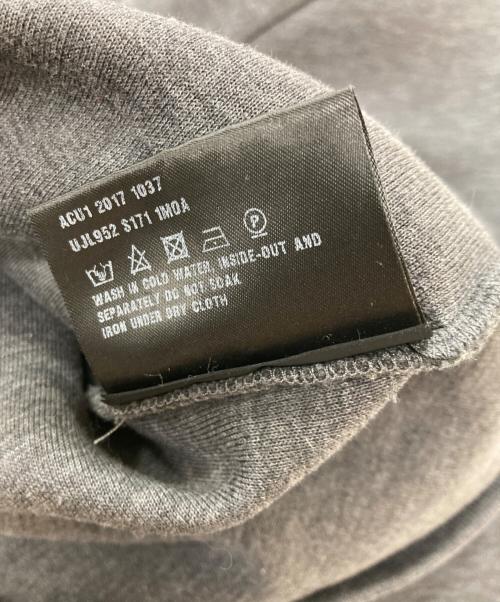 ACU1 2017 1037
UJL952 S171 1MOA
P
WASH IN COLD WATER, INSIDE-OUT AND
SEPARATELY DO NOT SOAK
IRON UNDER DRY CLOTH